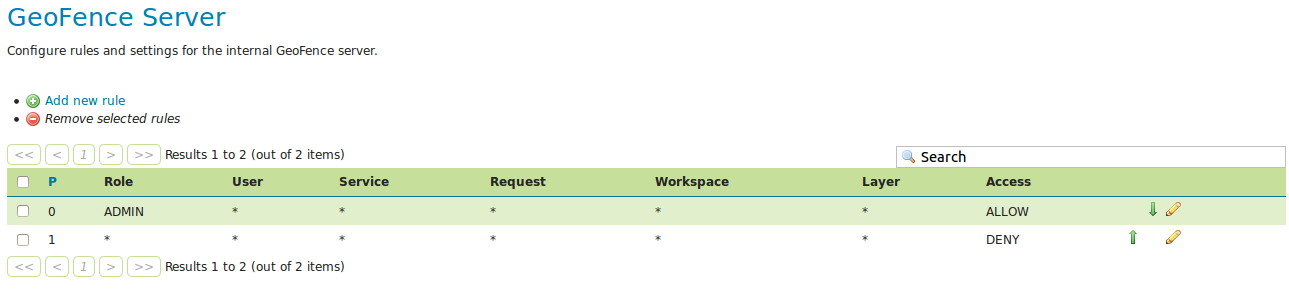 GeoFence Server
Configure rules and settings for the internal GeoFence server.
Add new rule
Remove selected rules
<< < 1 > >> Results 1 to 2 (out of 2 items) Search
P Role User Service Request Workspace Layer Access
0 ADMIN * * * * * ALLOW
1 * * * * * * DENY
<< < 1 > >> Results 1 to 2 (out of 2 items)